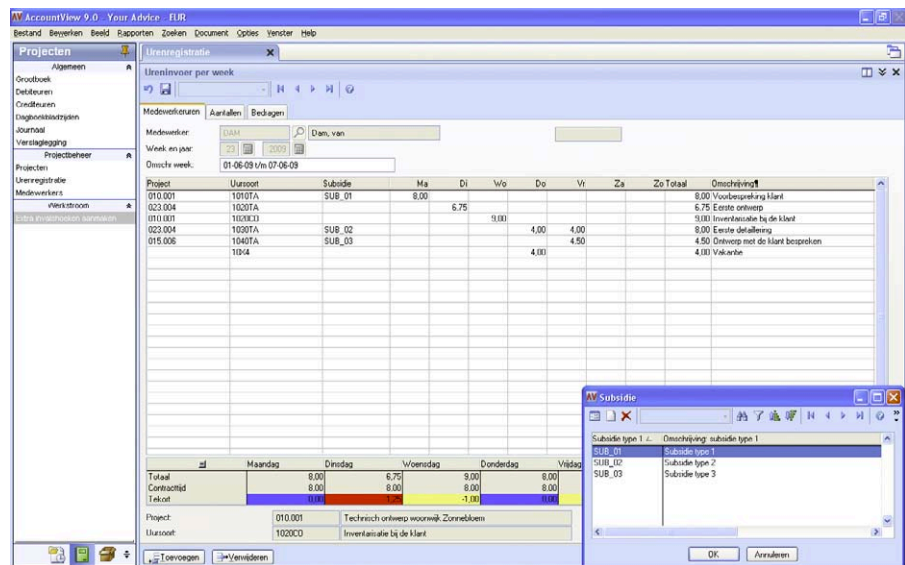 AccountView 9.0 - Your Advice - EUR
Bestand Bewerken Beeld Rapporten Zoeken Document Opties Venster Help
Projecten
Algemeen
Grootboek
Debiteuren
Crediteuren
Dagboekbladzijden
Journaal
Verslaglegging
Projectbeheer
Projecten
Urenregistratie
Medewerkers
Werkstroom
Extra invalshoeken aanmaken
Urenregistratie
Ureninvoer per week
Medewerkeruren Aantallen Bedragen
Medewerker: DAM Dam, van
Week en jaar: 23 2009
Omschr week: 01-06-09 t/m 07-06-09
Project Uursoort Subsidie Ma Di Wo Do Vr Za Zo Totaal Omschrijving¶
010.001 1010TA SUB_01 8,00 8,00 Voorbespreking klant
023.004 1020TA 6,75 6,75 Eerste ontwerp
010.001 1020CO 9,00 9,00 Inventarisatie bij de klant
023.004 1030TA SUB_02 4,00 4,00 8,00 Eerste detaillering
015.006 1040TA SUB_03 4,50 4,50 Ontwerp met de klant bespreken
10X4 4,00 4,00 Vakantie
Maandag Dinsdag Woensdag Donderdag Vrijdag
Totaal 8,00 6,75 9,00 8,00
Contracttijd 8,00 8,00 8,00 8,00
Tekort 0,00 1,25 -1,00 0,00
Project: 010.001 Technisch ontwerp woonwijk Zonnebloem
Uursoort: 1020CO Inventarisatie bij de klant
Toevoegen Verwijderen
Subsidie
Subsidie type 1 Omschrijving: subsidie type 1
SUB_01 Subsidie type 1
SUB_02 Subsidie type 2
SUB_03 Subsidie type 3
OK Annuleren